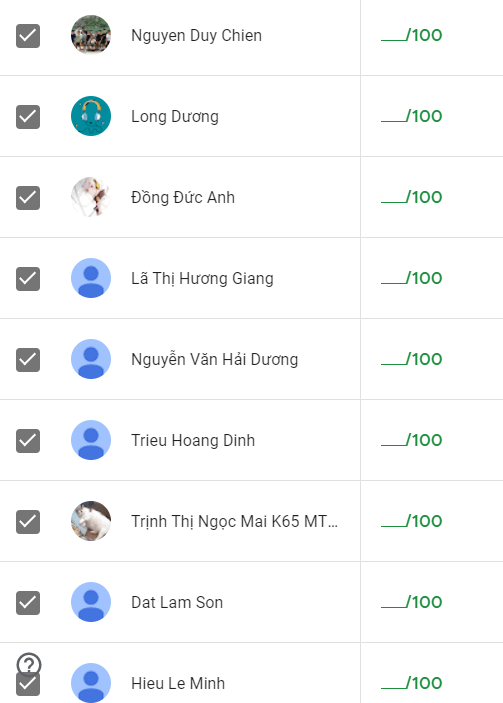 Nguyen Duy Chien ___/100
Long Dương ___/100
Đồng Đức Anh ___/100
Lã Thị Hương Giang ___/100
Nguyễn Văn Hải Dương ___/100
Trieu Hoang Dinh ___/100
Trịnh Thị Ngọc Mai K65 MT... ___/100
Dat Lam Son ___/100
Hieu Le Minh ___/100